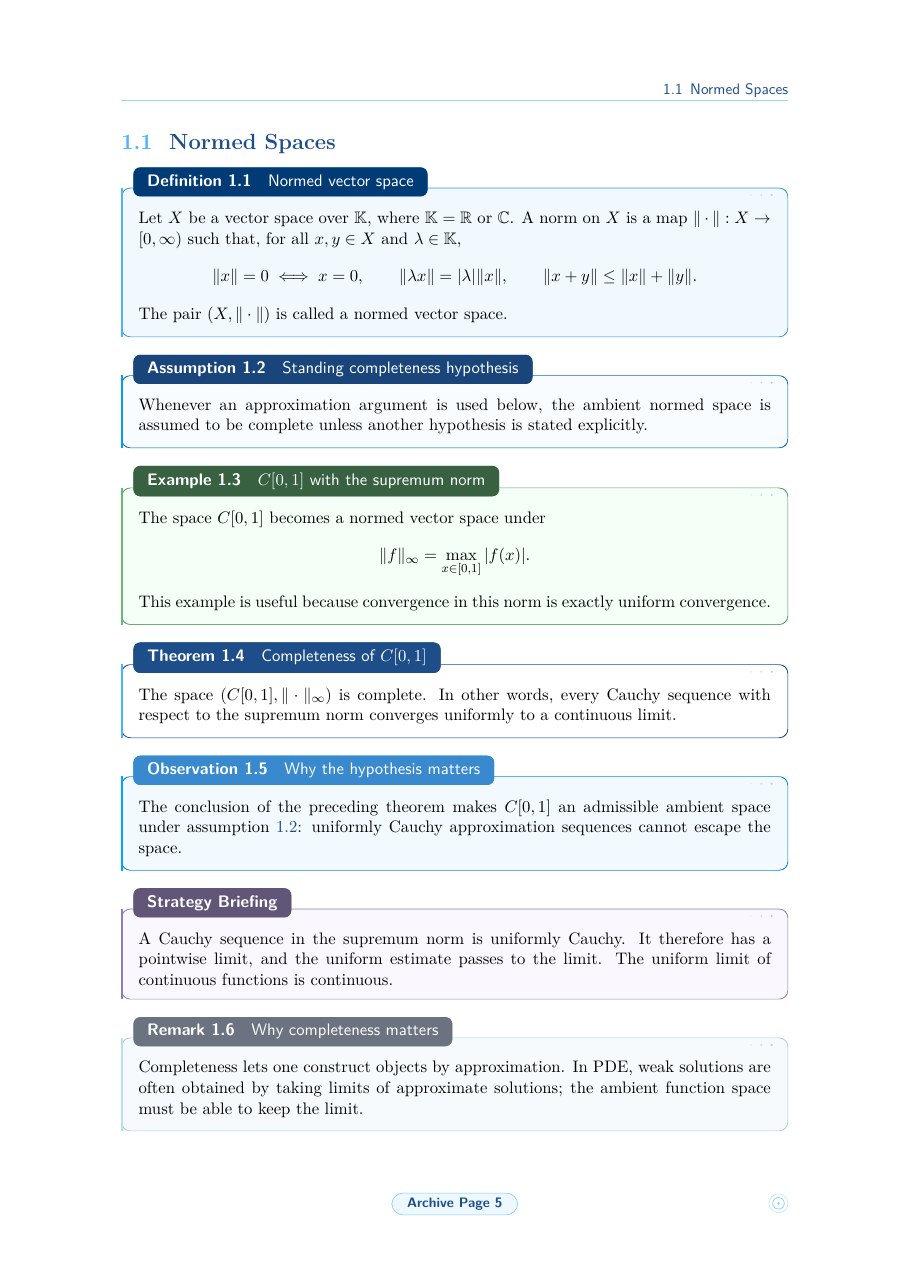 1.1 Normed Spaces
1.1 Normed Spaces
Definition 1.1 Normed vector space
Let X be a vector space over 𝕂, where 𝕂 = ℝ or ℂ. A norm on X is a map ‖ · ‖ : X →
[0, ∞) such that, for all x, y ∈ X and λ ∈ 𝕂,
‖x‖ = 0 ⟺ x = 0, ‖λx‖ = |λ|‖x‖, ‖x + y‖ ≤ ‖x‖ + ‖y‖.
The pair (X, ‖ · ‖) is called a normed vector space.
Assumption 1.2 Standing completeness hypothesis
Whenever an approximation argument is used below, the ambient normed space is
assumed to be complete unless another hypothesis is stated explicitly.
Example 1.3 C[0, 1] with the supremum norm
The space C[0, 1] becomes a normed vector space under
‖f‖∞ = max |f(x)|.
x∈[0,1]
This example is useful because convergence in this norm is exactly uniform convergence.
Theorem 1.4 Completeness of C[0, 1]
The space (C[0, 1], ‖ · ‖∞) is complete. In other words, every Cauchy sequence with
respect to the supremum norm converges uniformly to a continuous limit.
Observation 1.5 Why the hypothesis matters
The conclusion of the preceding theorem makes C[0, 1] an admissible ambient space
under assumption 1.2: uniformly Cauchy approximation sequences cannot escape the
space.
Strategy Briefing
A Cauchy sequence in the supremum norm is uniformly Cauchy. It therefore has a
pointwise limit, and the uniform estimate passes to the limit. The uniform limit of
continuous functions is continuous.
Remark 1.6 Why completeness matters
Completeness lets one construct objects by approximation. In PDE, weak solutions are
often obtained by taking limits of approximate solutions; the ambient function space
must be able to keep the limit.
Archive Page 5